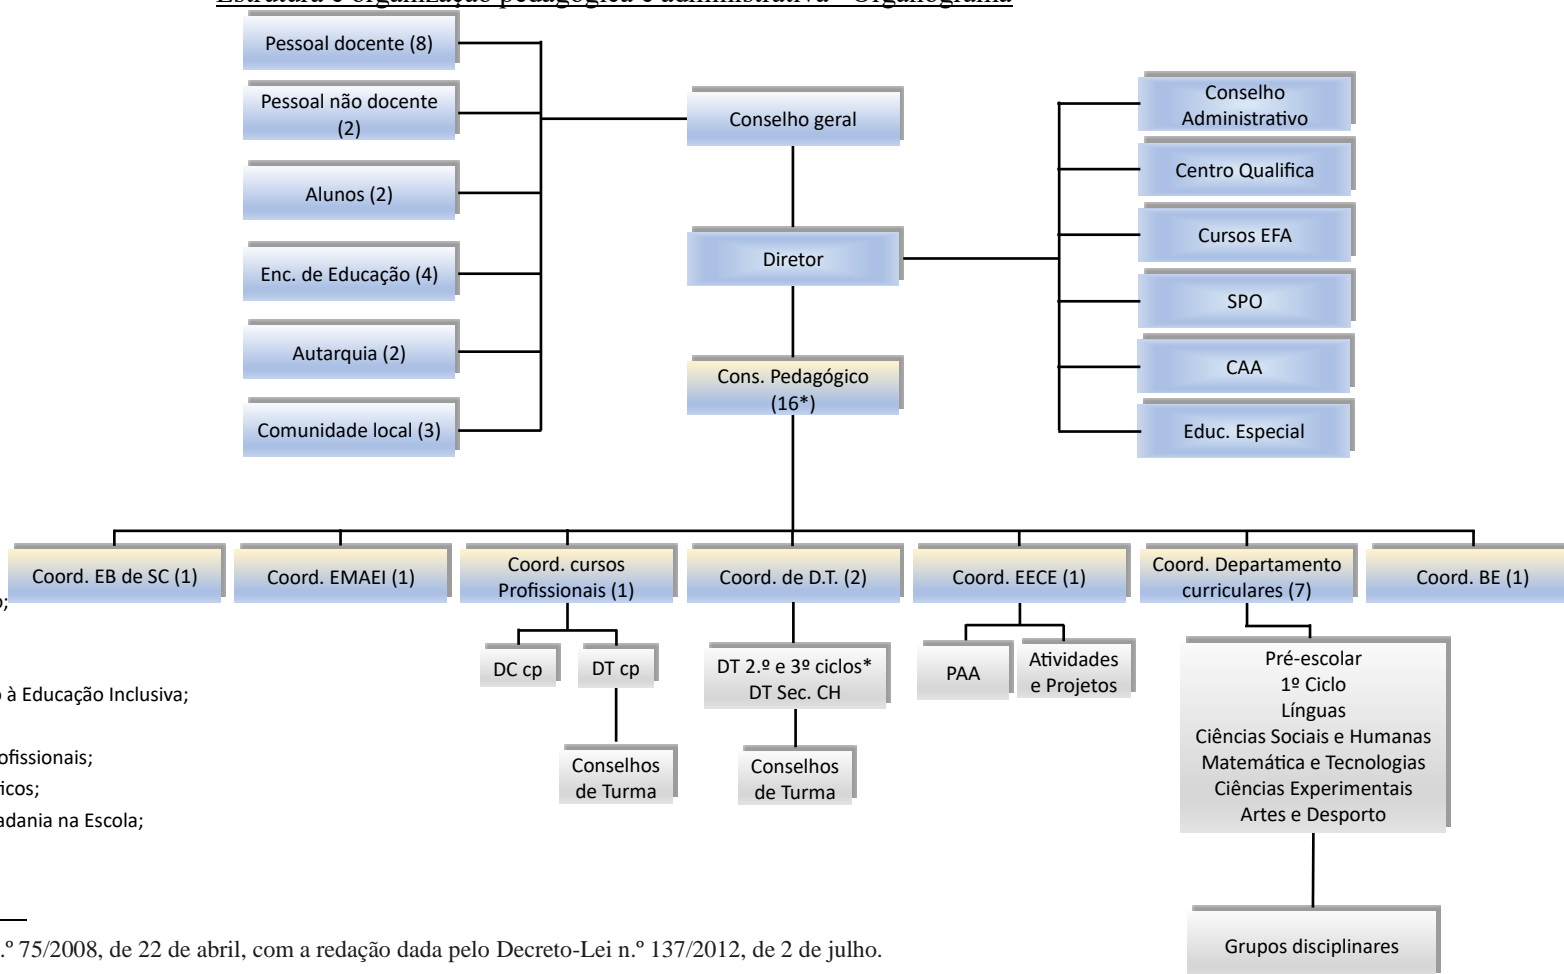 Estrutura e organização pedagógica e administrativa - Organograma
Pessoal docente (8)
Pessoal não docente
(2)
Alunos (2)
Enc. de Educação (4)
Autarquia (2)
Comunidade local (3)
Conselho geral
Diretor
Cons. Pedagógico
(16*)
Conselho
Administrativo
Centro Qualifica
Cursos EFA
SPO
CAA
Educ. Especial
Coord. EB de SC (1)
Coord. EMAEI (1)
Coord. cursos
Profissionais (1)
Coord. de D.T. (2)
Coord. EECE (1)
Coord. Departamento
curriculares (7)
Coord. BE (1)
DC cp
DT cp
Conselhos
de Turma
DT 2.º e 3º ciclos*
DT Sec. CH
Conselhos
de Turma
PAA
Atividades
e Projetos
Pré-escolar
1º Ciclo
Línguas
Ciências Sociais e Humanas
Matemática e Tecnologias
Ciências Experimentais
Artes e Desporto
Grupos disciplinares
o;
o à Educação Inclusiva;
ofissionais;
ticos;
adania na Escola;
.º 75/2008, de 22 de abril, com a redação dada pelo Decreto-Lei n.º 137/2012, de 2 de julho.